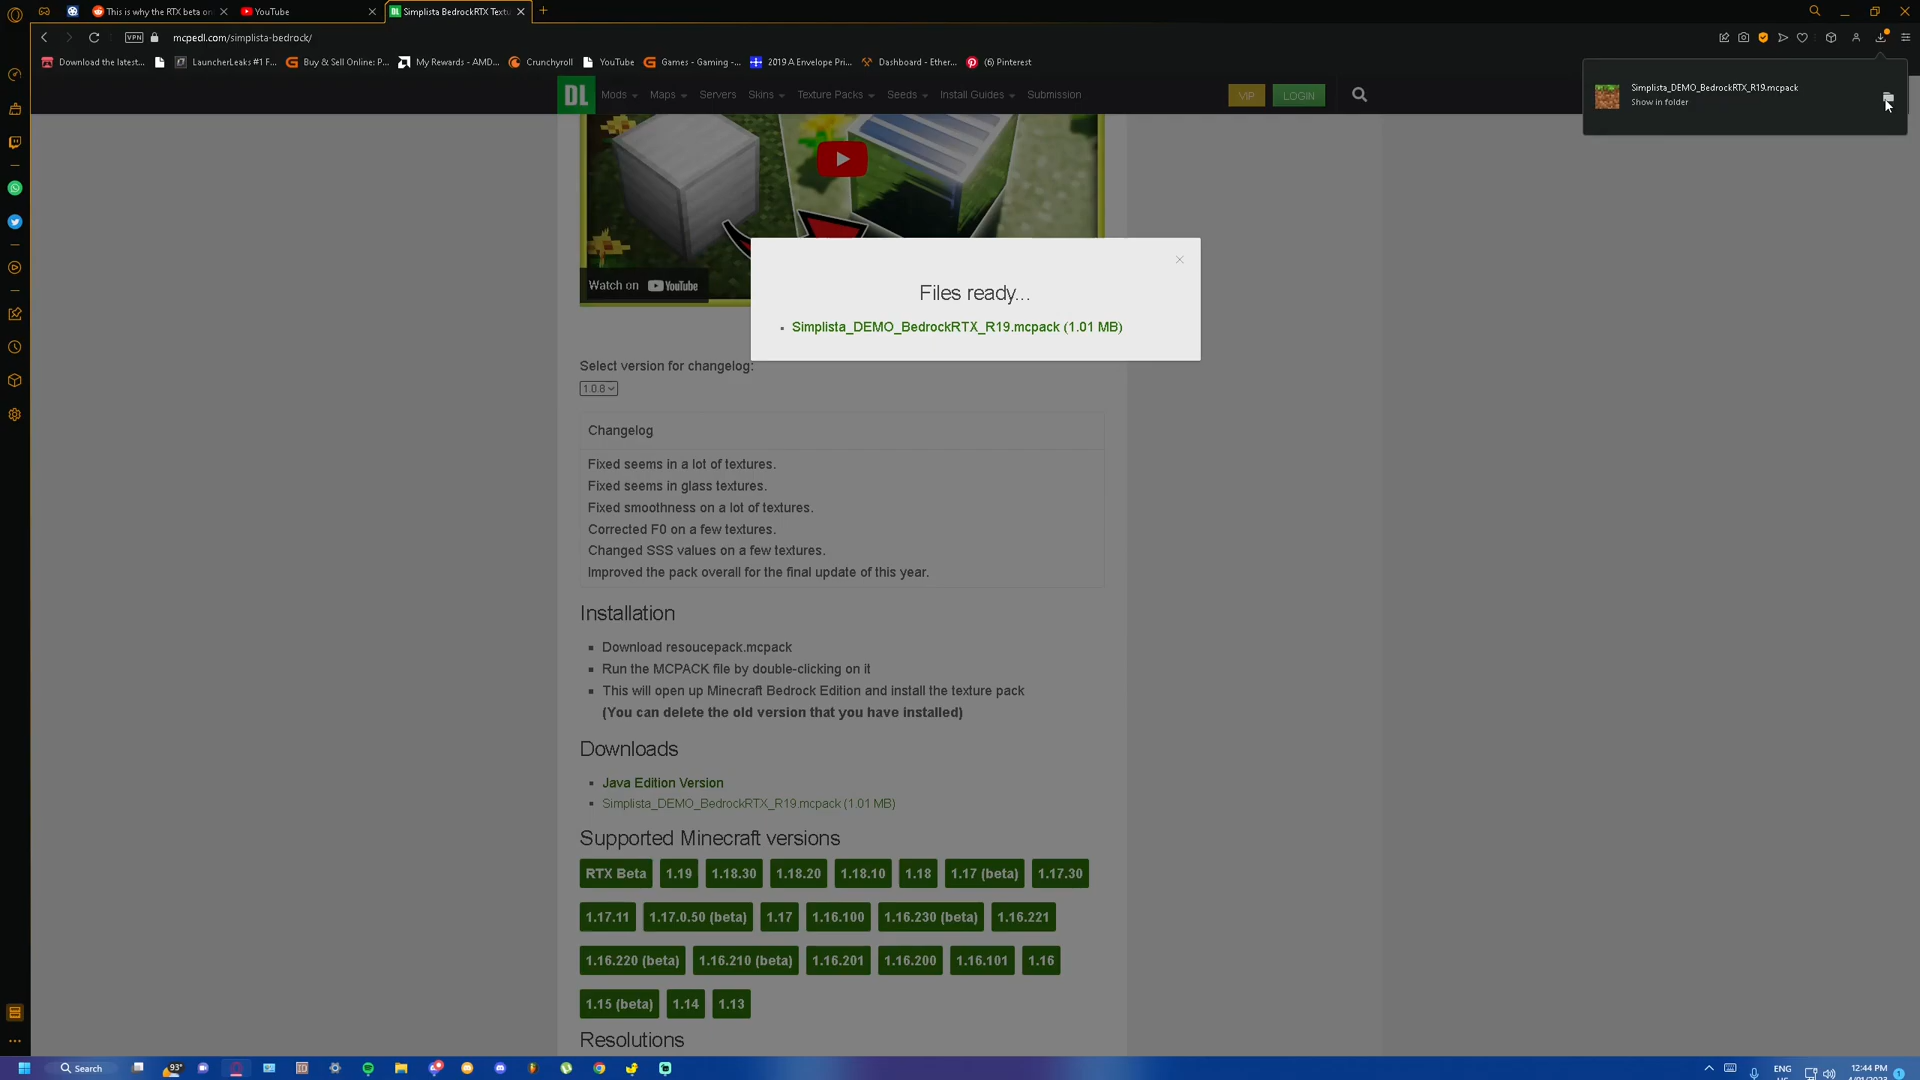 This is why the RTX beta on
YouTube
Simplista BedrockRTX Textu
VPN
mcpedl.com/simplista-bedrock/
Download the latest...
LauncherLeaks #1 F...
Buy & Sell Online: P...
My Rewards - AMD...
Crunchyroll
YouTube
Games - Gaming -...
2019 A Envelope Pri...
Dashboard - Ether...
(6) Pinterest
DL
Mods
Maps
Servers
Skins
Texture Packs
Seeds
Install Guides
Submission
VIP
LOGIN
Simplista_DEMO_BedrockRTX_R19.mcpack
Show in folder
Watch on YouTube
Files ready...
Simplista_DEMO_BedrockRTX_R19.mcpack (1.01 MB)
Select version for changelog:
1.0.8
Changelog
Fixed seems in a lot of textures.
Fixed seems in glass textures.
Fixed smoothness on a lot of textures.
Corrected F0 on a few textures.
Changed SSS values on a few textures.
Improved the pack overall for the final update of this year.
Installation
Download resoucepack.mcpack
Run the MCPACK file by double-clicking on it
This will open up Minecraft Bedrock Edition and install the texture pack
(You can delete the old version that you have installed)
Downloads
Java Edition Version
Simplista_DEMO_BedrockRTX_R19.mcpack (1.01 MB)
Supported Minecraft versions
RTX Beta 1.19 1.18.30 1.18.20 1.18.10 1.18 1.17 (beta) 1.17.30
1.17.11 1.17.0.50 (beta) 1.17 1.16.100 1.16.230 (beta) 1.16.221
1.16.220 (beta) 1.16.210 (beta) 1.16.201 1.16.200 1.16.101 1.16
1.15 (beta) 1.14 1.13
Resolutions
Search
93°
ENG
12:44 PM